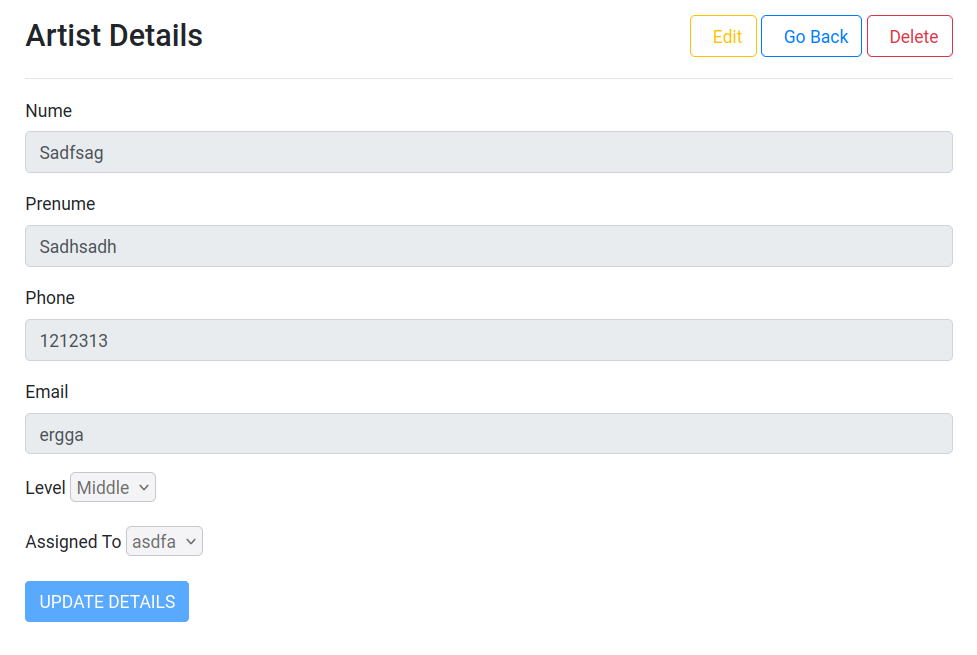 Artist Details
Edit Go Back Delete
Nume
Sadfsag
Prenume
Sadhsadh
Phone
1212313
Email
ergga
Level Middle
Assigned To asdfa
UPDATE DETAILS